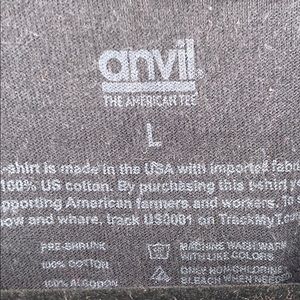 anvil®
THE AMERICAN TEE
L
-shirt is made in the USA with imported fab
100% US cotton. By purchasing this t-shirt y
pporting American farmers and workers. To s
now and where, track US0001 on TrackMyT.c
PRE-SHRUNK
100% COTTON
100% ALGODON
MACHINE WASH WARM
WITH LIKE COLORS
ONLY NON-CHLORINE
BLEACH WHEN NEEDED